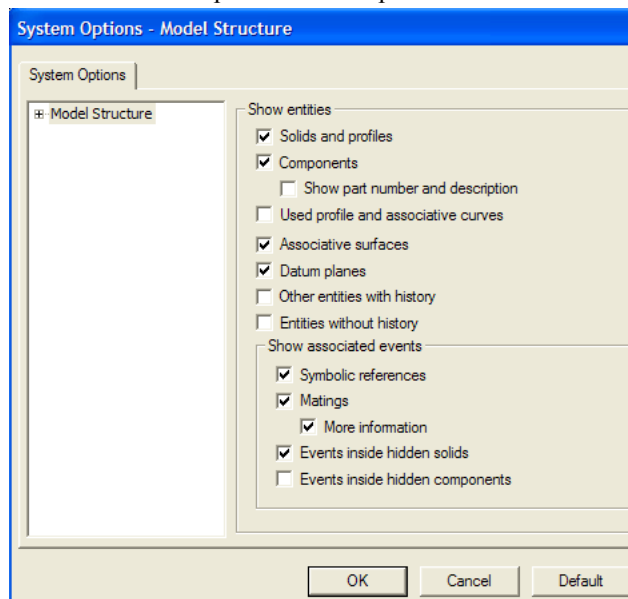 System Options - Model Structure
System Options
Model Structure
Show entities
Solids and profiles
Components
Show part number and description
Used profile and associative curves
Associative surfaces
Datum planes
Other entities with history
Entities without history
Show associated events
Symbolic references
Matings
More information
Events inside hidden solids
Events inside hidden components
OK
Cancel
Default